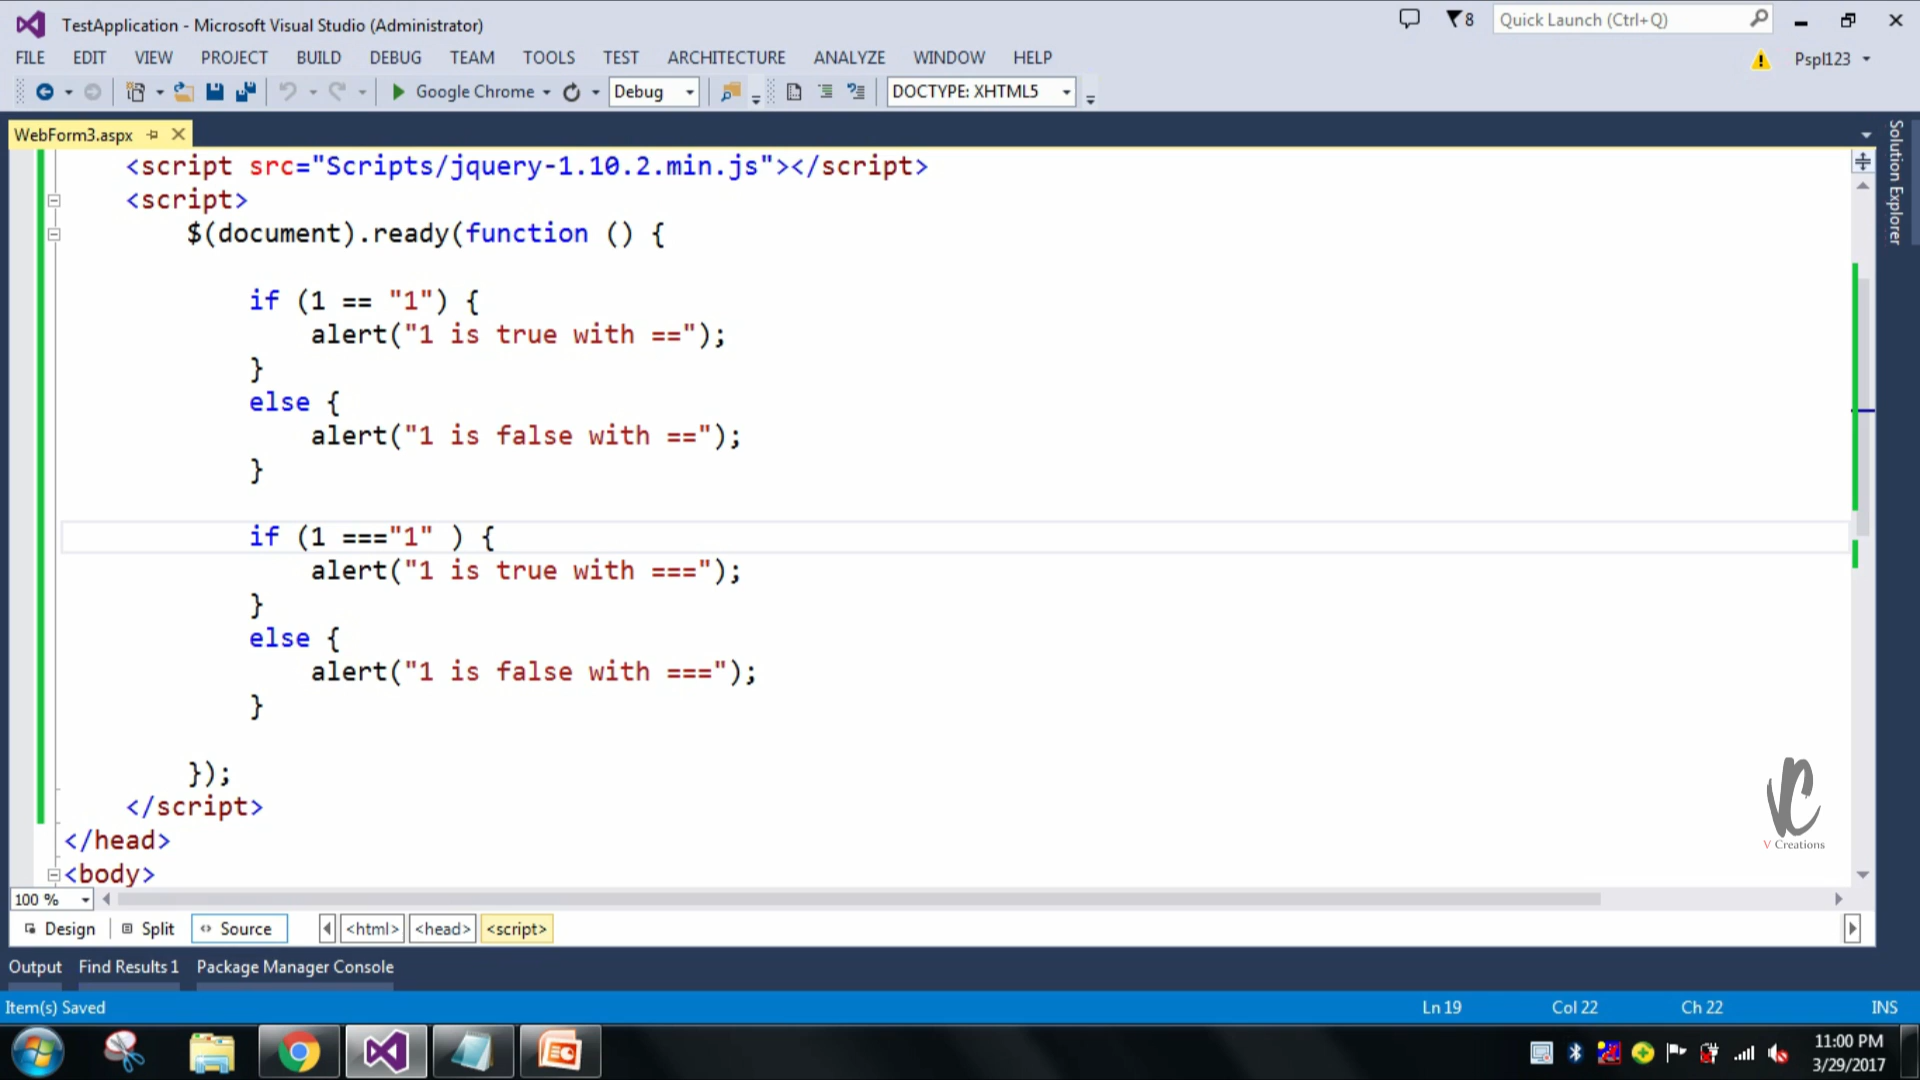 TestApplication - Microsoft Visual Studio (Administrator)
8
Quick Launch (Ctrl+Q)
FILE EDIT VIEW PROJECT BUILD DEBUG TEAM TOOLS TEST ARCHITECTURE ANALYZE WINDOW HELP
Pspl123
Google Chrome
Debug
DOCTYPE: XHTML5
WebForm3.aspx
Solution Explorer
<script src="Scripts/jquery-1.10.2.min.js"></script>
<script>
$(document).ready(function () {
if (1 == "1") {
alert("1 is true with ==");
}
else {
alert("1 is false with ==");
}
if (1 ==="1" ) {
alert("1 is true with ===");
}
else {
alert("1 is false with ===");
}
});
</script>
</head>
<body>
VC
V Creations
100 %
Design Split Source <html> <head> <script>
Output Find Results 1 Package Manager Console
Item(s) Saved Ln 19 Col 22 Ch 22 INS
11:00 PM
3/29/2017